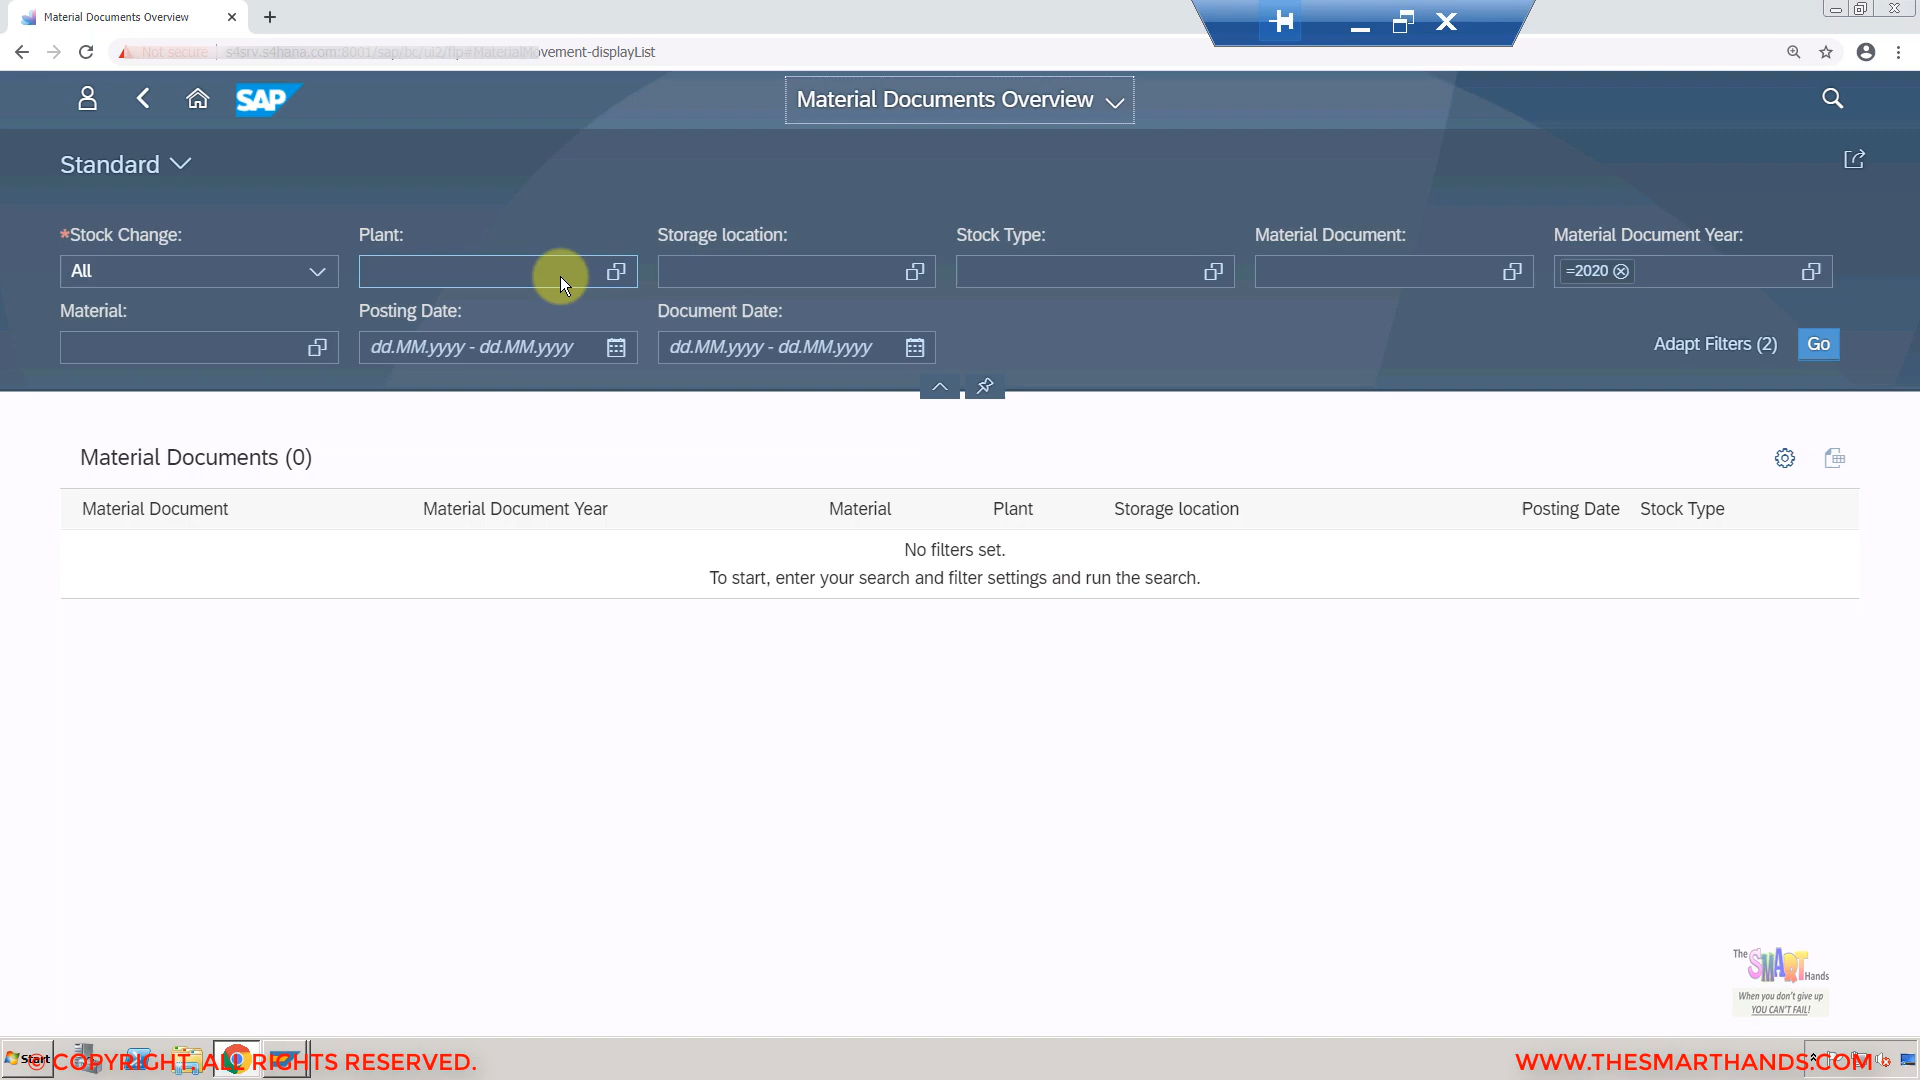 Material Documents Overview
Not secure
s4srv.s4hana.com:8001/sap/bc/ui2/flp#MaterialMovement-displayList
SAP
Material Documents Overview
Standard
*Stock Change:
Plant:
Storage location:
Stock Type:
Material Document:
Material Document Year:
All
=2020
Material:
Posting Date:
Document Date:
dd.MM.yyyy - dd.MM.yyyy
dd.MM.yyyy - dd.MM.yyyy
Adapt Filters (2)
Go
Material Documents (0)
Material Document
Material Document Year
Material
Plant
Storage location
Posting Date
Stock Type
No filters set.
To start, enter your search and filter settings and run the search.
The SMART Hands
When you don't give up
YOU CAN'T FAIL!
Start
© COPYRIGHT, ALL RIGHTS RESERVED.
WWW.THESMARTHANDS.COM